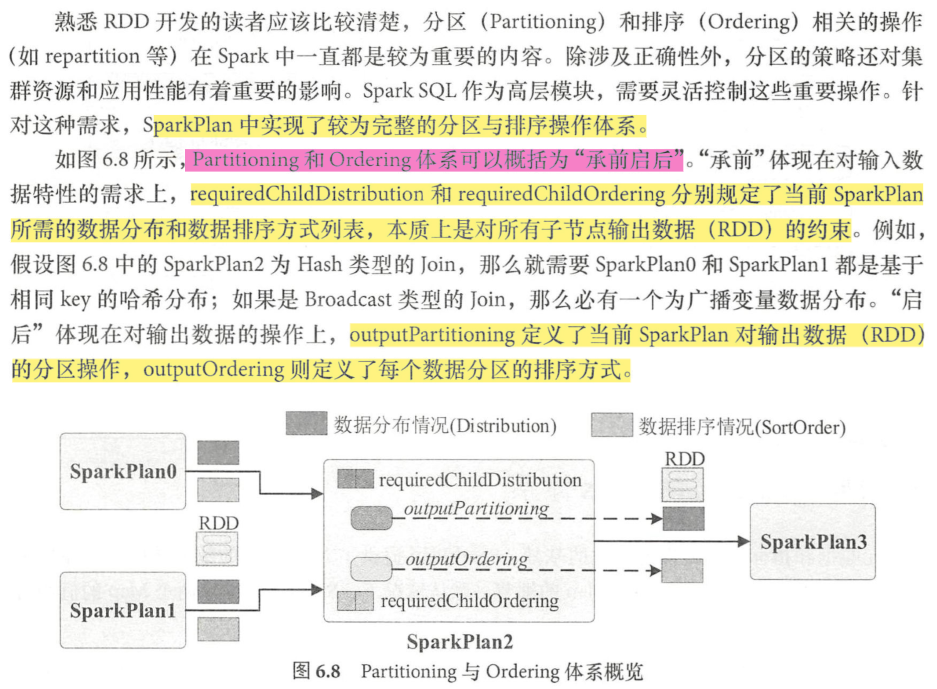 熟悉 RDD 开发的读者应该比较清楚，分区（Partitioning）和排序（Ordering）相关的操作
（如 repartition 等）在 Spark 中一直都是较为重要的内容。除涉及正确性外，分区的策略还对集
群资源和应用性能有着重要的影响。Spark SQL 作为高层模块，需要灵活控制这些重要操作。针
对这种需求，SparkPlan 中实现了较为完整的分区与排序操作体系。
如图 6.8 所示，Partitioning 和 Ordering 体系可以概括为“承前启后”。“承前”体现在对输入数
据特性的需求上，requiredChildDistribution 和 requiredChildOrdering 分别规定了当前 SparkPlan
所需的数据分布和数据排序方式列表，本质上是对所有子节点输出数据（RDD）的约束。例如，
假设图 6.8 中的 SparkPlan2 为 Hash 类型的 Join，那么就需要 SparkPlan0 和 SparkPlan1 都是基于
相同 key 的哈希分布；如果是 Broadcast 类型的 Join，那么必有一个为广播变量数据分布。“启
后”体现在对输出数据的操作上，outputPartitioning 定义了当前 SparkPlan 对输出数据（RDD）
的分区操作，outputOrdering 则定义了每个数据分区的排序方式。
数据分布情况(Distribution)
数据排序情况(SortOrder)
SparkPlan0
RDD
SparkPlan1
requiredChildDistribution
outputPartitioning
outputOrdering
requiredChildOrdering
SparkPlan2
RDD
SparkPlan3
图 6.8 Partitioning 与 Ordering 体系概览